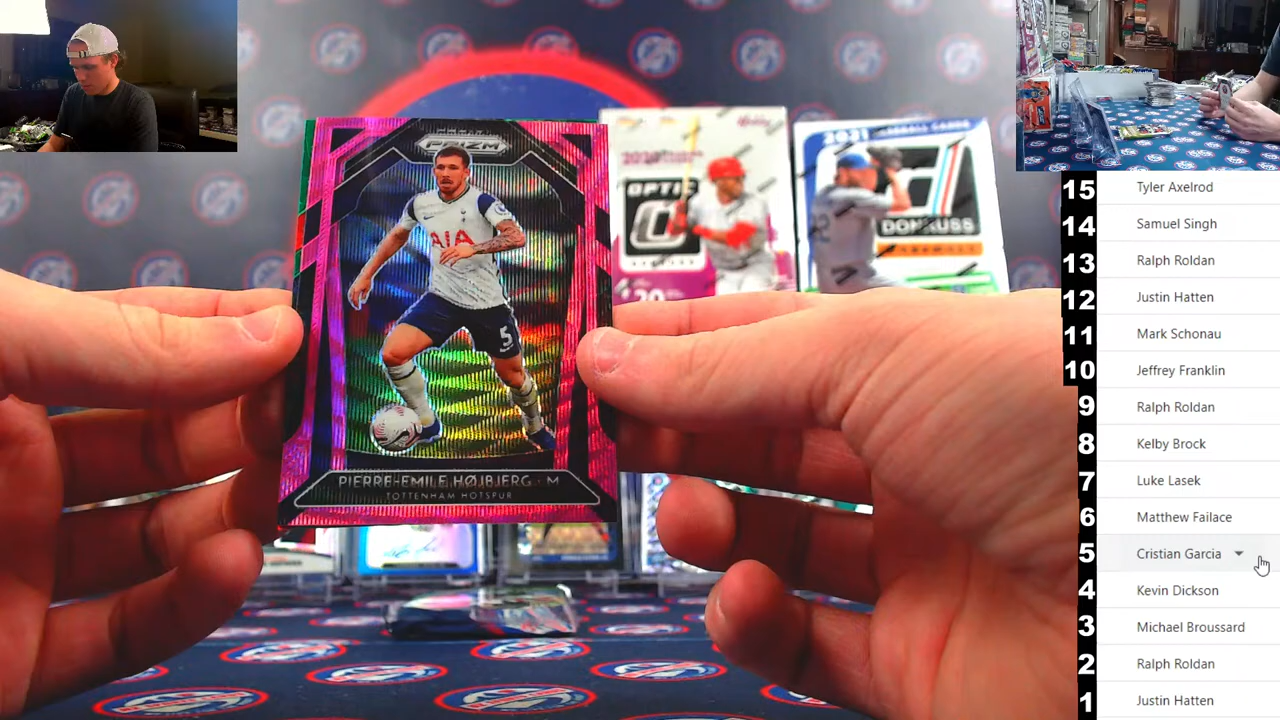 PRIZM
AIA
5
PIERRE-EMILE HØJBJERG - M
TOTTENHAM HOTSPUR
OPTIC
2021
DONRUSS
15 Tyler Axelrod
14 Samuel Singh
13 Ralph Roldan
12 Justin Hatten
11 Mark Schonau
10 Jeffrey Franklin
9 Ralph Roldan
8 Kelby Brock
7 Luke Lasek
6 Matthew Failace
5 Cristian Garcia
4 Kevin Dickson
3 Michael Broussard
2 Ralph Roldan
1 Justin Hatten